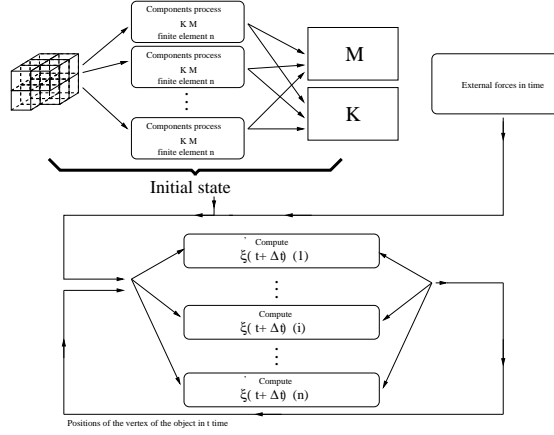 Components process
K M
finite element n
Components process
K M
finite element n
Components process
K M
finite element n
M
K
External forces in time
Initial state
Compute
ξ( t+ Δt) (1)
Compute
ξ( t+ Δt) (i)
Compute
ξ( t+ Δt) (n)
Positions of the vertex of the object in t time